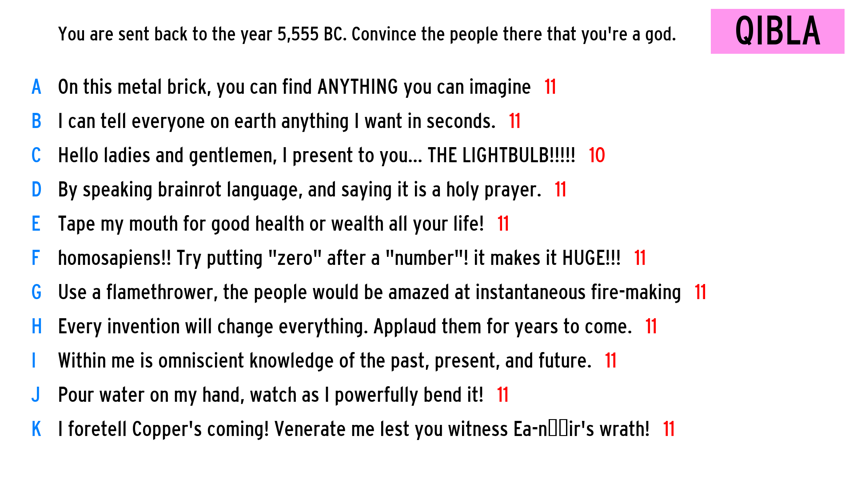 You are sent back to the year 5,555 BC. Convince the people there that you're a god.
QIBLA
A On this metal brick, you can find ANYTHING you can imagine 11
B I can tell everyone on earth anything I want in seconds. 11
C Hello ladies and gentlemen, I present to you... THE LIGHTBULB!!!!! 10
D By speaking brainrot language, and saying it is a holy prayer. 11
E Tape my mouth for good health or wealth all your life! 11
F homosapiens!! Try putting "zero" after a "number"! it makes it HUGE!!! 11
G Use a flamethrower, the people would be amazed at instantaneous fire-making 11
H Every invention will change everything. Applaud them for years to come. 11
I Within me is omniscient knowledge of the past, present, and future. 11
J Pour water on my hand, watch as I powerfully bend it! 11
K I foretell Copper's coming! Venerate me lest you witness Ea-n▯▯ir's wrath! 11